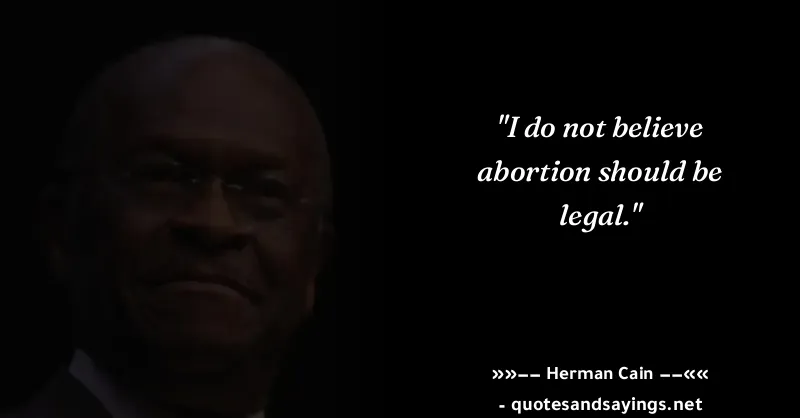 "I do not believe
abortion should be
legal."
»»−− Herman Cain −−««
- quotesandsayings.net